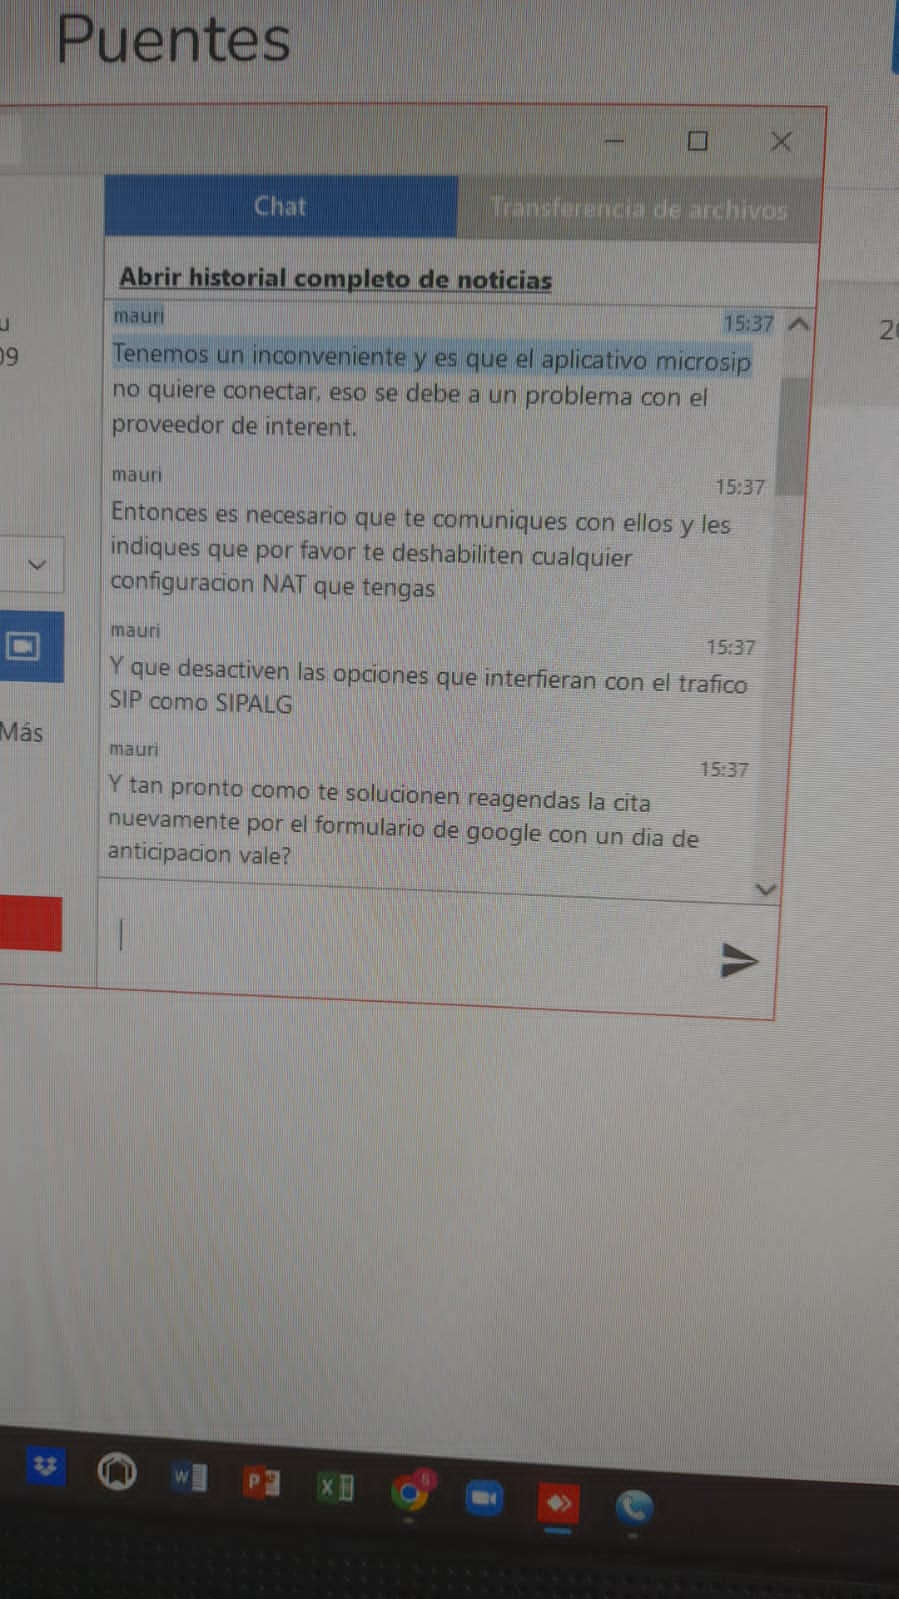 Puentes
Chat
Transferencia de archivos
Abrir historial completo de noticias
mauri 15:37
Tenemos un inconveniente y es que el aplicativo microsip
no quiere conectar, eso se debe a un problema con el
proveedor de interent.
mauri 15:37
Entonces es necesario que te comuniques con ellos y les
indiques que por favor te deshabiliten cualquier
configuracion NAT que tengas
mauri 15:37
Y que desactiven las opciones que interfieran con el trafico
SIP como SIPALG
mauri 15:37
Y tan pronto como te solucionen reagendas la cita
nuevamente por el formulario de google con un dia de
anticipacion vale?
u
09
20
Más
W
P
X